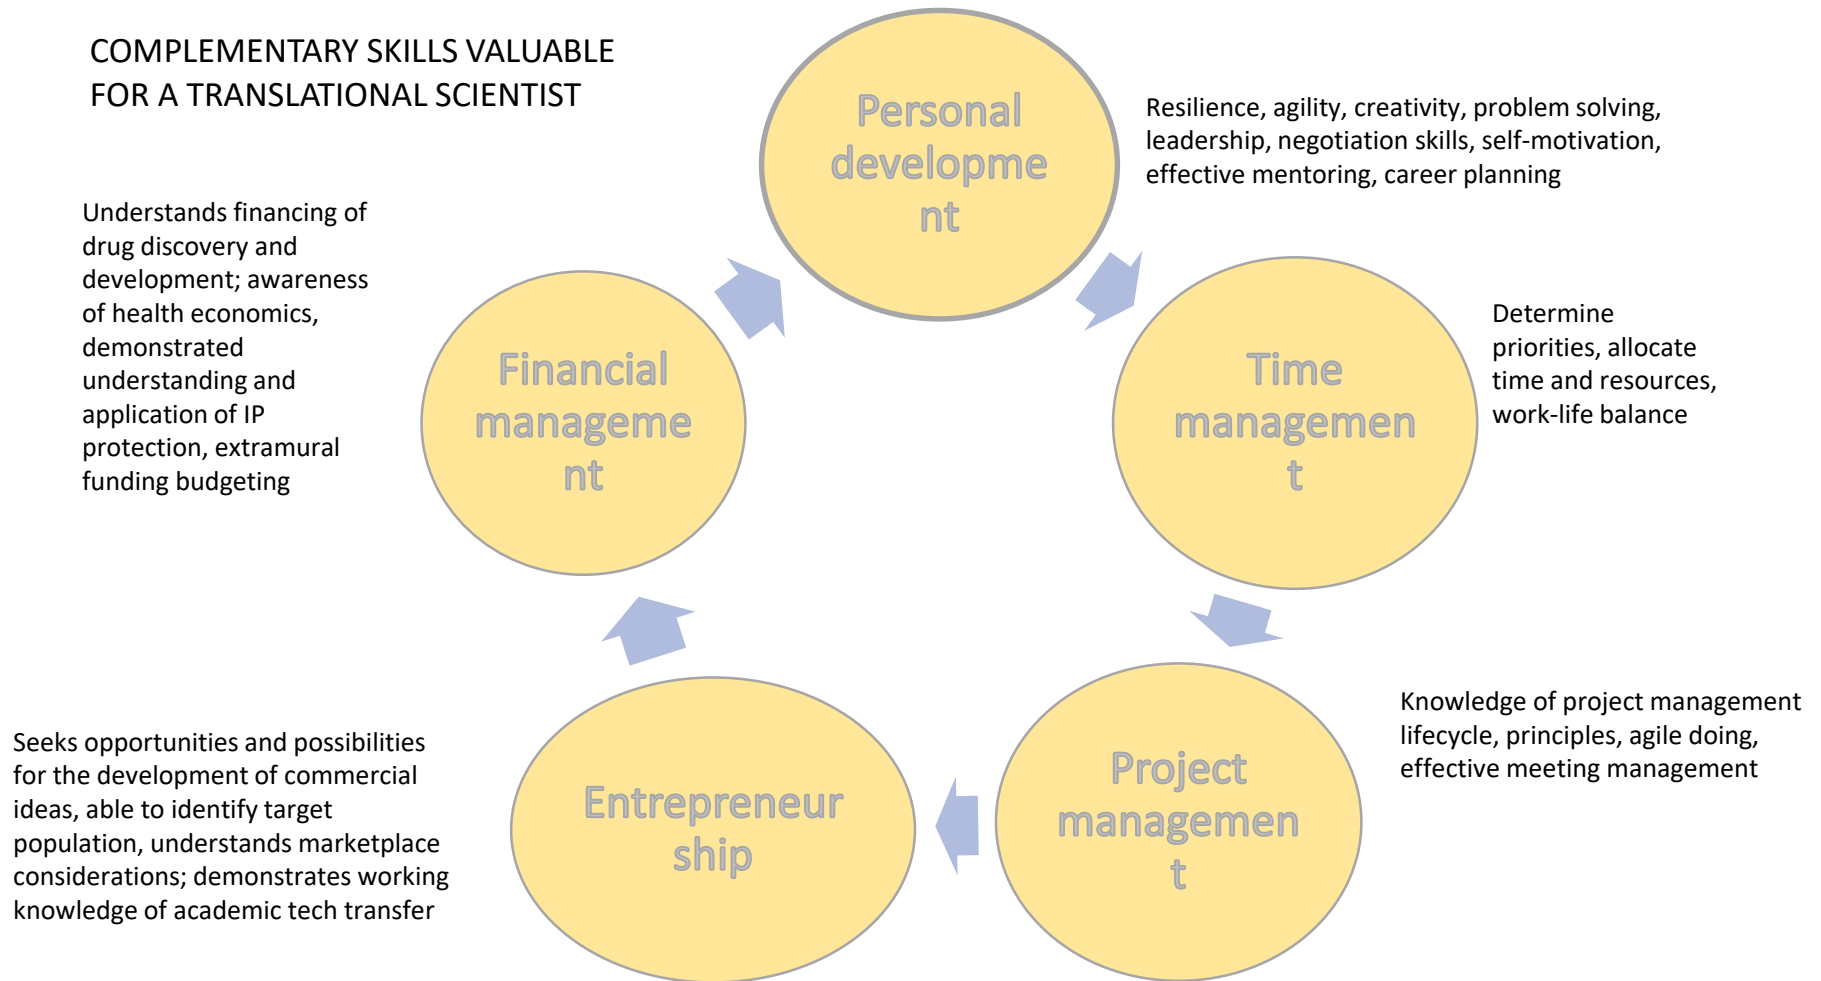 COMPLEMENTARY SKILLS VALUABLE
FOR A TRANSLATIONAL SCIENTIST
Personal
developme
nt
Resilience, agility, creativity, problem solving,
leadership, negotiation skills, self-motivation,
effective mentoring, career planning
Time
managemen
t
Determine
priorities, allocate
time and resources,
work-life balance
Project
managemen
t
Knowledge of project management
lifecycle, principles, agile doing,
effective meeting management
Entrepreneur
ship
Seeks opportunities and possibilities
for the development of commercial
ideas, able to identify target
population, understands marketplace
considerations; demonstrates working
knowledge of academic tech transfer
Financial
manageme
nt
Understands financing of
drug discovery and
development; awareness
of health economics,
demonstrated
understanding and
application of IP
protection, extramural
funding budgeting